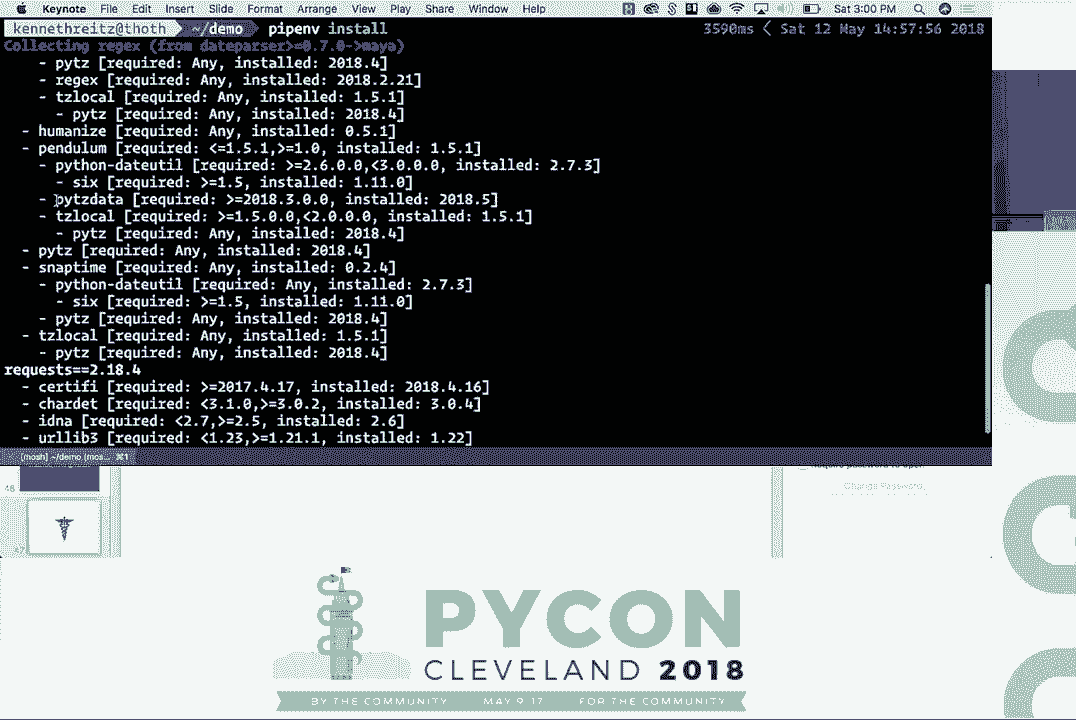 Keynote File Edit Insert Slide Format Arrange View Play Share Window Help Sat 3:00 PM
kennethreitz@thoth ~/demo pipenv install 3590ms Sat 12 May 14:57:56 2018
Collecting regex (from dateparser>=0.7.0->maya)
- pytz [required: Any, installed: 2018.4]
- regex [required: Any, installed: 2018.2.21]
- tzlocal [required: Any, installed: 1.5.1]
- pytz [required: Any, installed: 2018.4]
- humanize [required: Any, installed: 0.5.1]
- pendulum [required: <=1.5.1,>=1.0, installed: 1.5.1]
- python-dateutil [required: >=2.6.0.0,<3.0.0.0, installed: 2.7.3]
- six [required: >=1.5, installed: 1.11.0]
- pytzdata [required: >=2018.3.0.0, installed: 2018.5]
- tzlocal [required: >=1.5.0.0,<2.0.0.0, installed: 1.5.1]
- pytz [required: Any, installed: 2018.4]
- pytz [required: Any, installed: 2018.4]
- snaptime [required: Any, installed: 0.2.4]
- python-dateutil [required: Any, installed: 2.7.3]
- six [required: >=1.5, installed: 1.11.0]
- pytz [required: Any, installed: 2018.4]
- tzlocal [required: Any, installed: 1.5.1]
- pytz [required: Any, installed: 2018.4]
requests==2.18.4
- certifi [required: >=2017.4.17, installed: 2018.4.16]
- chardet [required: <3.1.0,>=3.0.2, installed: 3.0.4]
- idna [required: <2.7,>=2.5, installed: 2.6]
- urllib3 [required: <1.23,>=1.21.1, installed: 1.22]
[mosh] ~/demo (mos... ⌘1
Require password to open
Change Password...
46
47
PYCON
CLEVELAND 2018
BY THE COMMUNITY MAY 9-17 FOR THE COMMUNITY